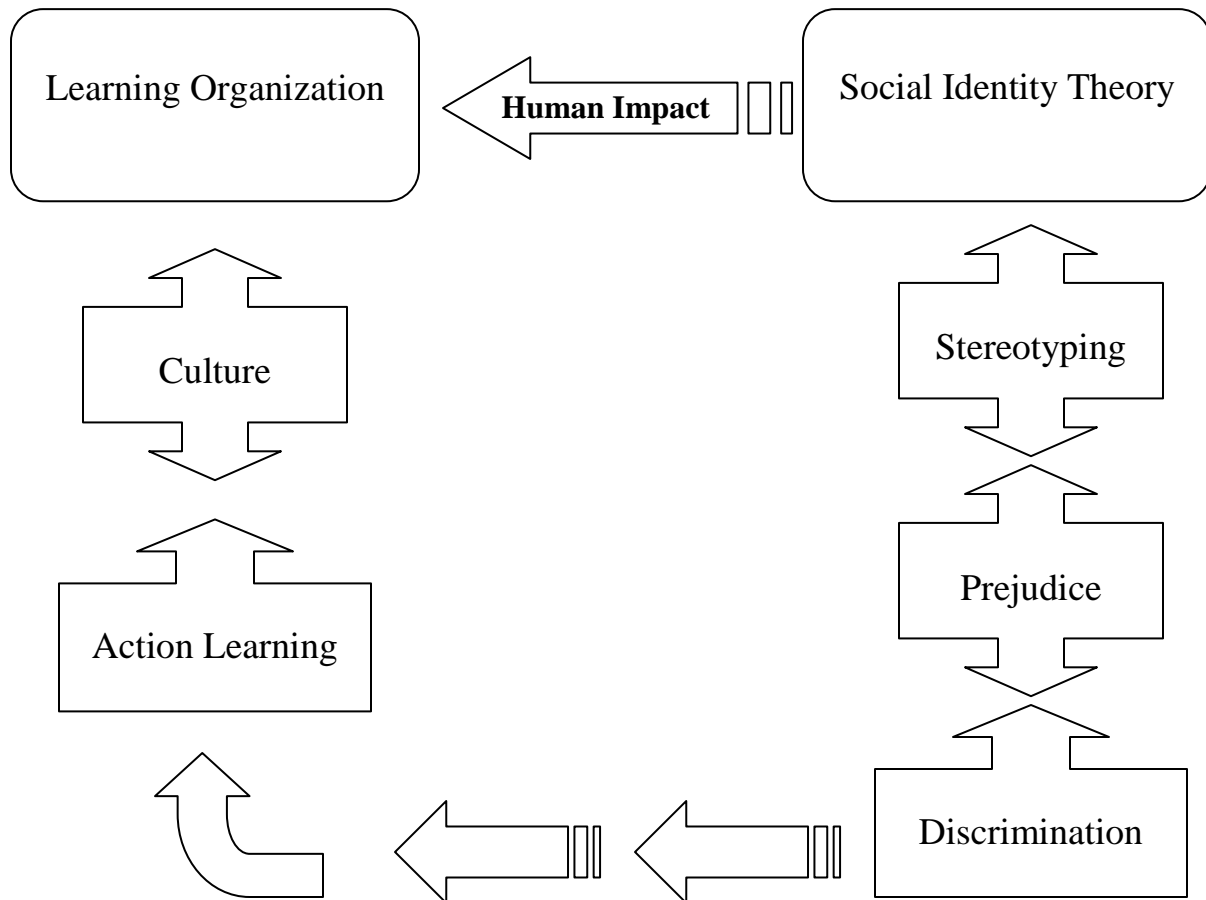 Learning Organization
Human Impact
Social Identity Theory
Culture
Stereotyping
Action Learning
Prejudice
Discrimination